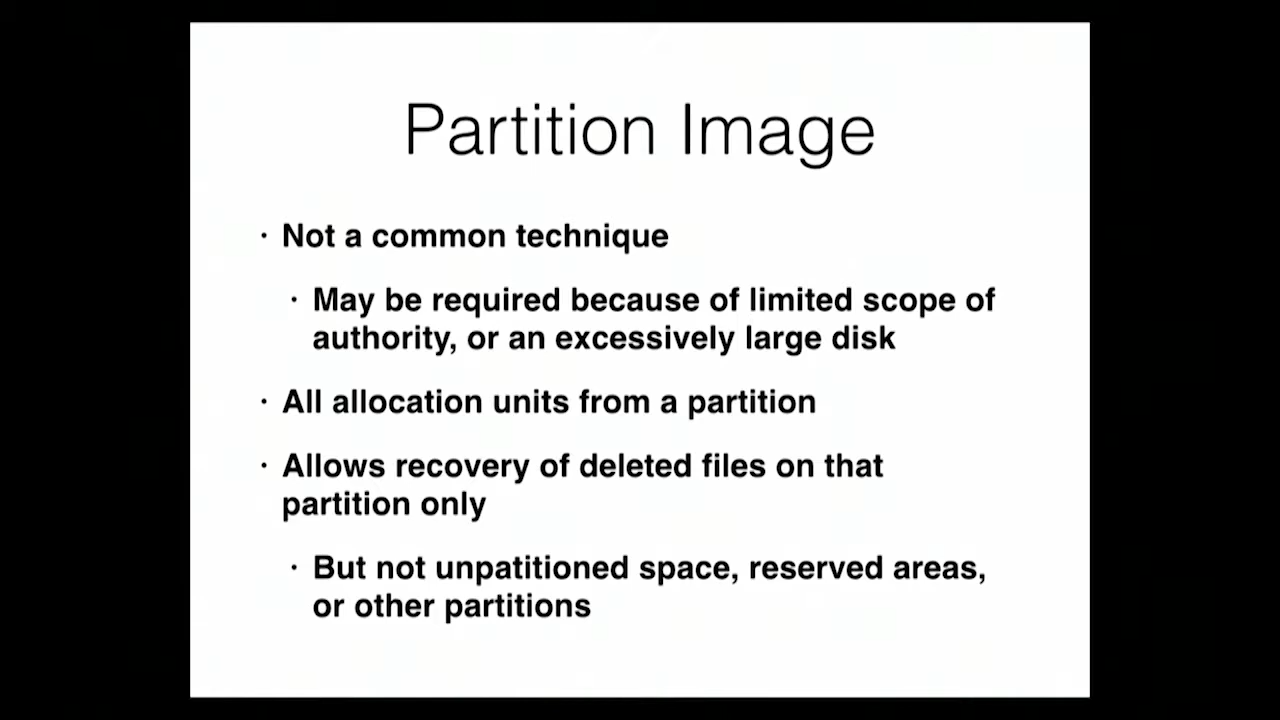 Partition Image
· Not a common technique
· May be required because of limited scope of
authority, or an excessively large disk
· All allocation units from a partition
· Allows recovery of deleted files on that
partition only
· But not unpatitioned space, reserved areas,
or other partitions